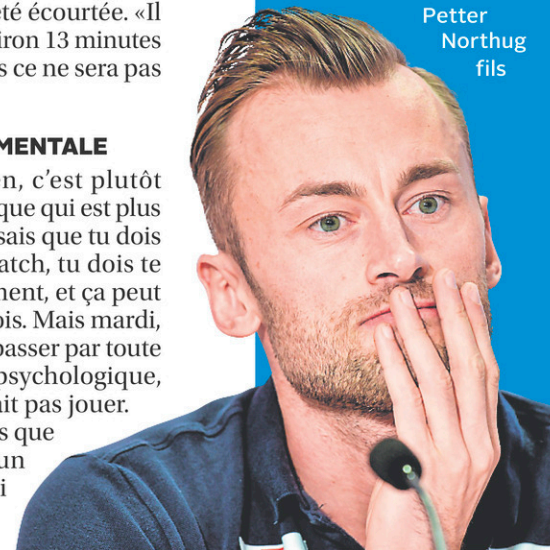 été écourtée. «Il
iron 13 minutes
s ce ne sera pas
MENTALE
en, c’est plutôt
que qui est plus
sais que tu dois
atch, tu dois te
ment, et ça peut
ois. Mais mardi,
passer par toute
psychologique,
ait pas jouer.
s que
un
i
Petter
Northug
fils